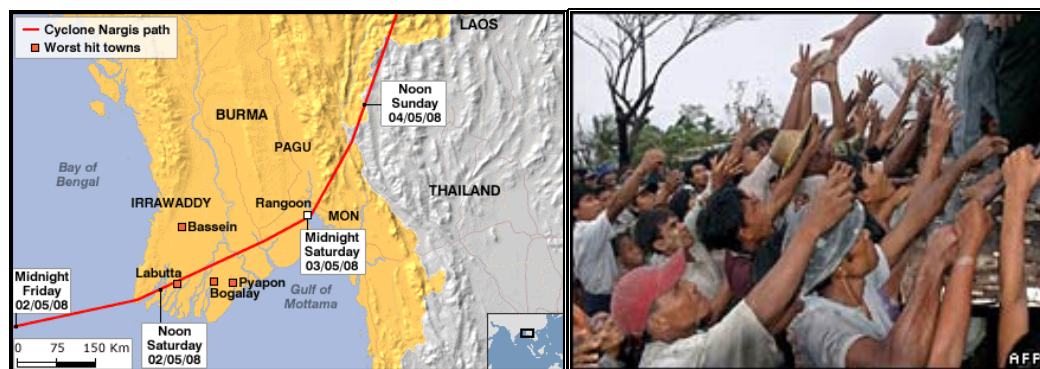 Cyclone Nargis path
Worst hit towns
LAOS
Noon
Sunday
04/05/08
BURMA
PAGU
Bay of
Bengal
THAILAND
IRRAWADDY
Rangoon
MON
Bassein
Midnight
Saturday
03/05/08
Midnight
Friday
02/05/08
Labutta
Pyapon
Bogalay
Gulf of
Mottama
Noon
Saturday
02/05/08
0 75 150 Km
AFP